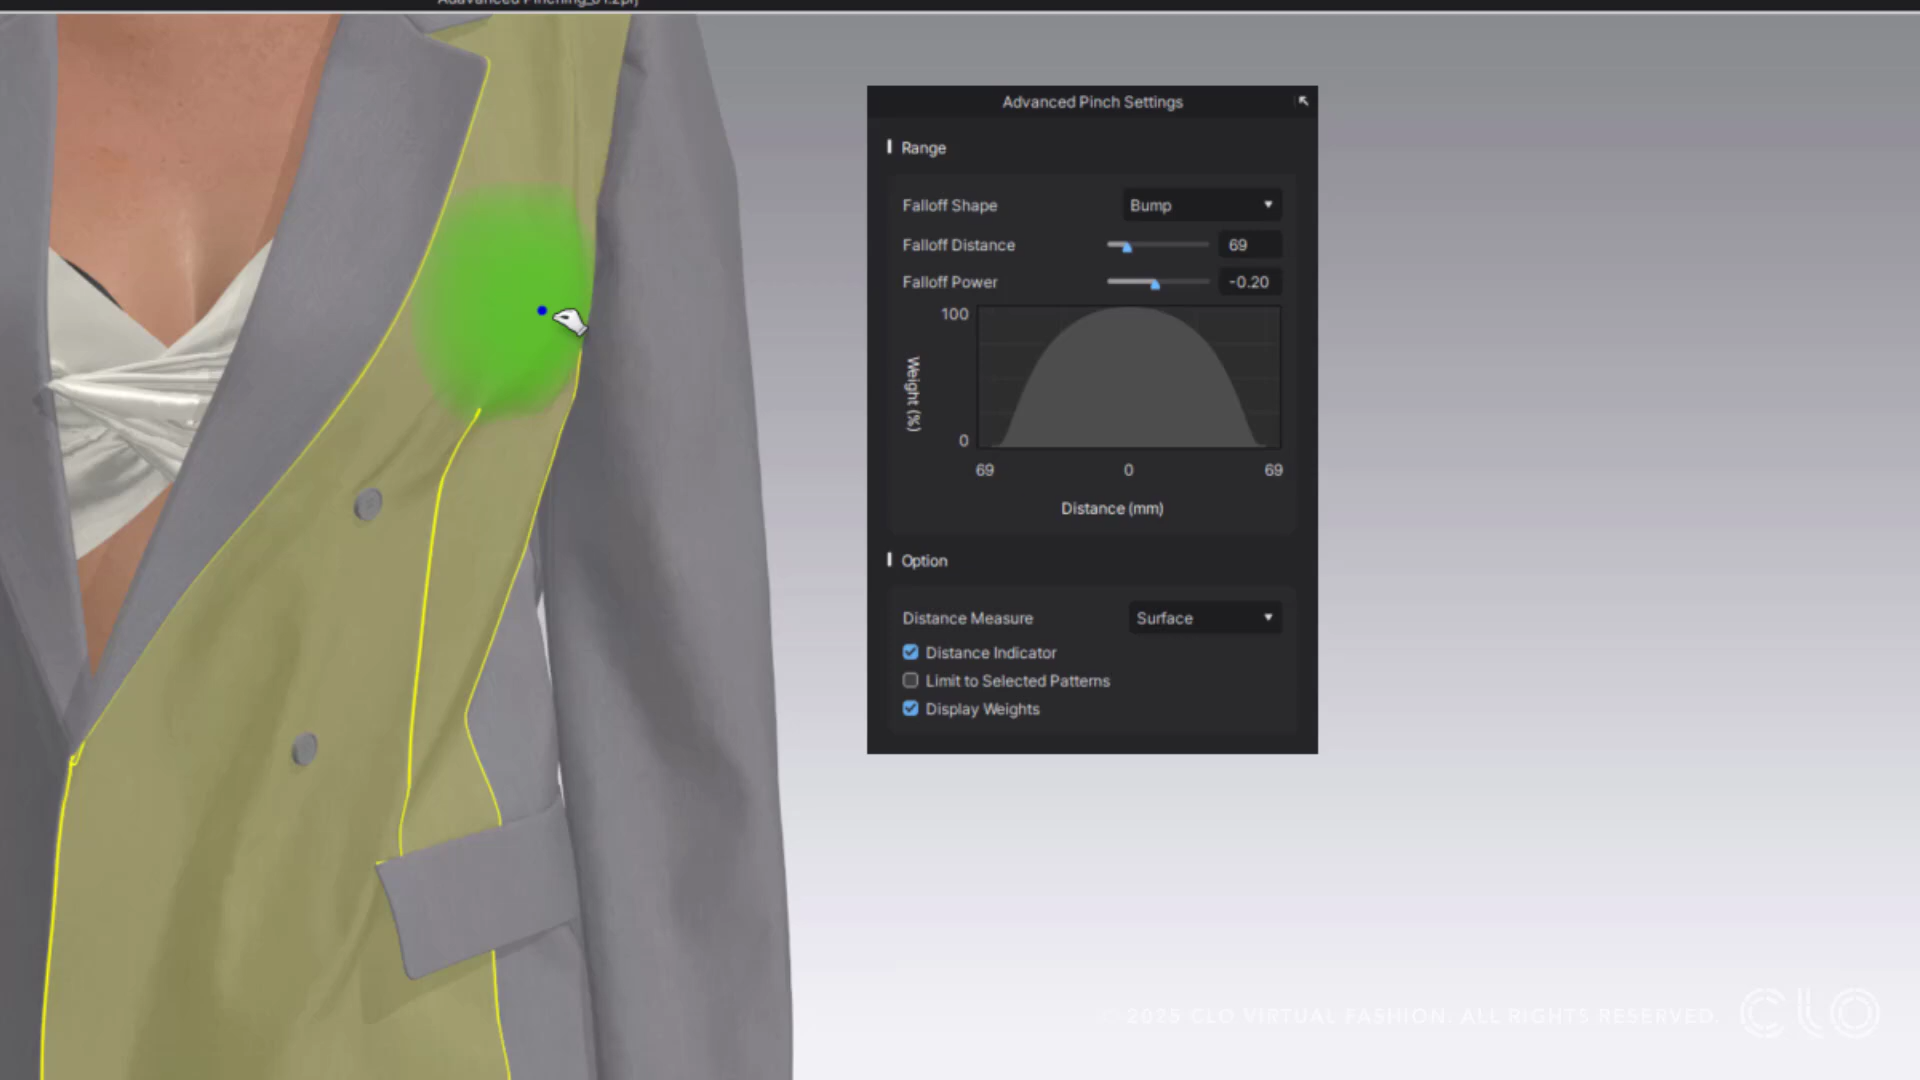 Advanced Pinch Settings
Range
Falloff Shape Bump
Falloff Distance 69
Falloff Power -0.20
100
Weight (%)
0
69 0 69
Distance (mm)
Option
Distance Measure Surface
Distance Indicator
Limit to Selected Patterns
Display Weights
© 2025 CLO VIRTUAL FASHION. ALL RIGHTS RESERVED.
CLO